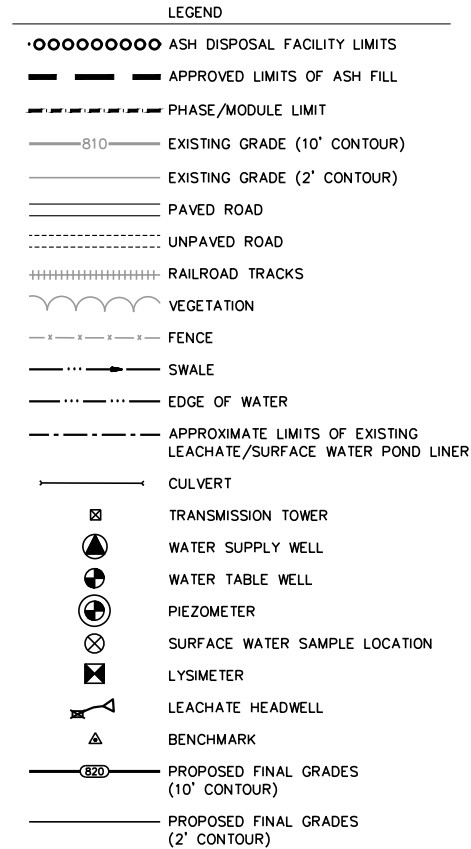 LEGEND
ASH DISPOSAL FACILITY LIMITS
APPROVED LIMITS OF ASH FILL
PHASE/MODULE LIMIT
810 EXISTING GRADE (10' CONTOUR)
EXISTING GRADE (2' CONTOUR)
PAVED ROAD
UNPAVED ROAD
RAILROAD TRACKS
VEGETATION
FENCE
SWALE
EDGE OF WATER
APPROXIMATE LIMITS OF EXISTING
LEACHATE/SURFACE WATER POND LINER
CULVERT
TRANSMISSION TOWER
WATER SUPPLY WELL
WATER TABLE WELL
PIEZOMETER
SURFACE WATER SAMPLE LOCATION
LYSIMETER
LEACHATE HEADWELL
BENCHMARK
820 PROPOSED FINAL GRADES
(10' CONTOUR)
PROPOSED FINAL GRADES
(2' CONTOUR)